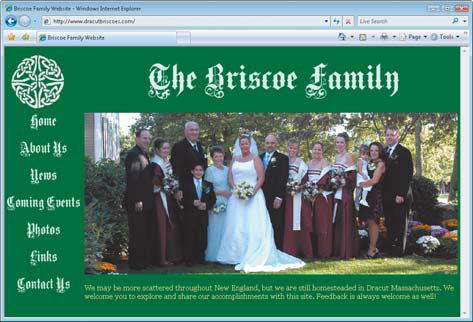 Briscoe Family Website - Windows Internet Explorer
http://www.dracutbriscoes.com/
Live Search
Briscoe Family Website
Page
Tools
The Briscoe Family
Home
About Us
News
Coming Events
Photos
Links
Contact Us
We may be more scattered throughout New England, but we are still homesteaded in Dracut Massachusetts. We
welcome you to explore and share our accomplishments with this site. Feedback is always welcome as well!